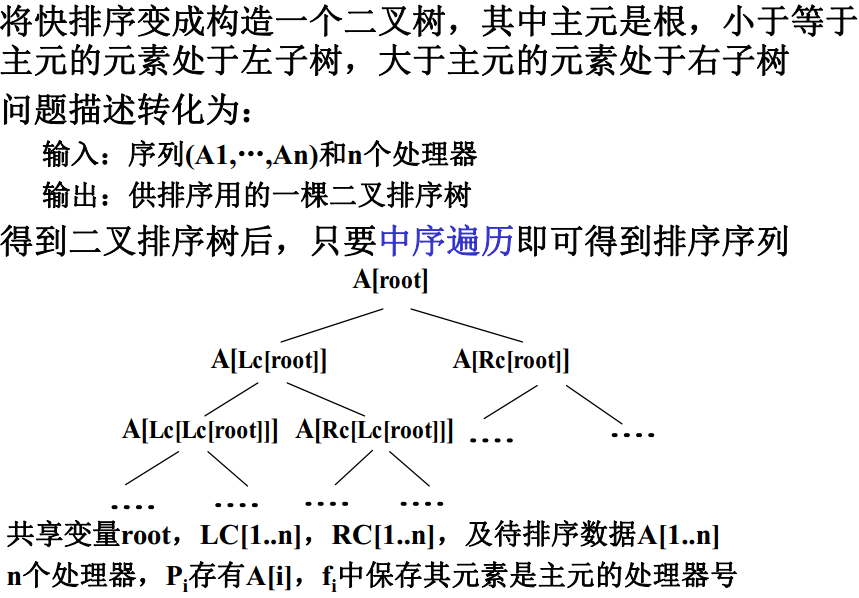 将快排序变成构造一个二叉树，其中主元是根，小于等于
主元的元素处于左子树，大于主元的元素处于右子树
问题描述转化为：
输入：序列(A1,…,An)和n个处理器
输出：供排序用的一棵二叉排序树
得到二叉排序树后，只要中序遍历即可得到排序序列
A[root]
A[Lc[root]] A[Rc[root]]
A[Lc[Lc[root]]] A[Rc[Lc[root]]] .... ....
.... .... .... ....
共享变量root，LC[1..n]，RC[1..n]，及待排序数据A[1..n]
n个处理器，Pi存有A[i]，fi中保存其元素是主元的处理器号